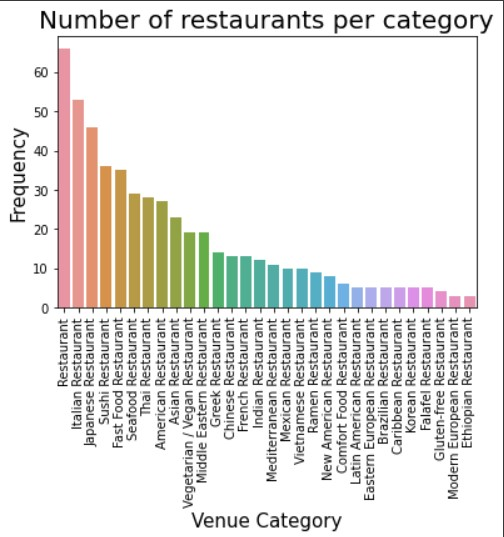 Number of restaurants per category
Frequency
60
50
40
30
20
10
0
Restaurant
Italian Restaurant
Japanese Restaurant
Sushi Restaurant
Fast Food Restaurant
Seafood Restaurant
Thai Restaurant
American Restaurant
Asian Restaurant
Vegetarian / Vegan Restaurant
Middle Eastern Restaurant
Greek Restaurant
Chinese Restaurant
French Restaurant
Indian Restaurant
Mediterranean Restaurant
Mexican Restaurant
Vietnamese Restaurant
Ramen Restaurant
New American Restaurant
Comfort Food Restaurant
Latin American Restaurant
Eastern European Restaurant
Brazilian Restaurant
Caribbean Restaurant
Korean Restaurant
Falafel Restaurant
Gluten-free Restaurant
Modern European Restaurant
Ethiopian Restaurant
Venue Category